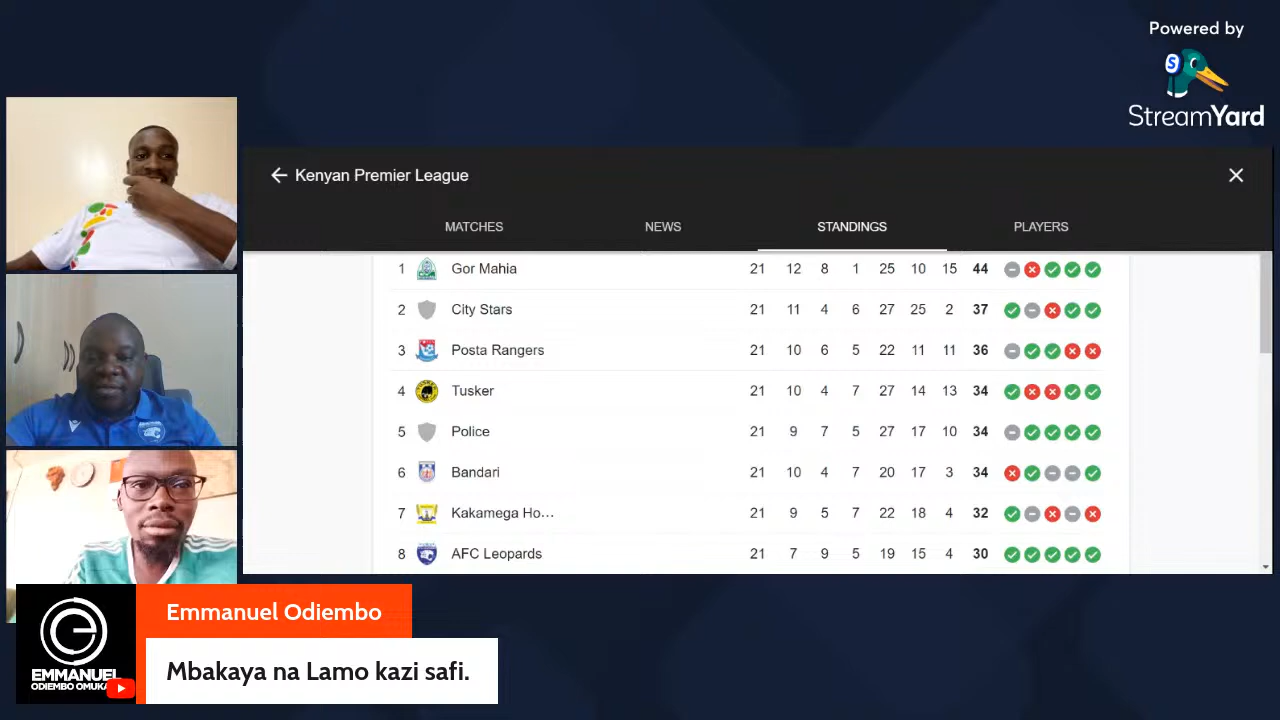 Powered by
StreamYard
Kenyan Premier League
MATCHES NEWS STANDINGS PLAYERS
1 Gor Mahia 21 12 8 1 25 10 15 44
2 City Stars 21 11 4 6 27 25 2 37
3 Posta Rangers 21 10 6 5 22 11 11 36
4 Tusker 21 10 4 7 27 14 13 34
5 Police 21 9 7 5 27 17 10 34
6 Bandari 21 10 4 7 20 17 3 34
7 Kakamega Ho... 21 9 5 7 22 18 4 32
8 AFC Leopards 21 7 9 5 19 15 4 30
Emmanuel Odiembo
Mbakaya na Lamo kazi safi.
EMMANUEL
ODIEMBO